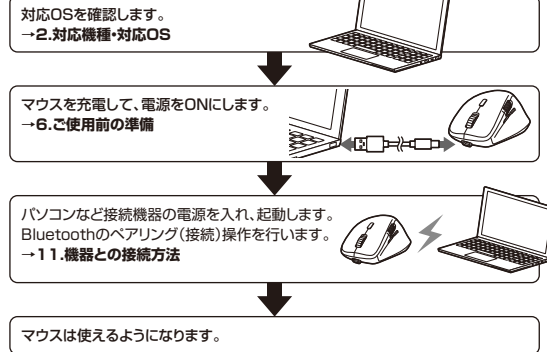 対応OSを確認します。
→2.対応機種・対応OS
マウスを充電して、電源をONにします。
→6.ご使用前の準備
パソコンなど接続機器の電源を入れ、起動します。
Bluetoothのペアリング(接続)操作を行います。
→11.機器との接続方法
マウスは使えるようになります。